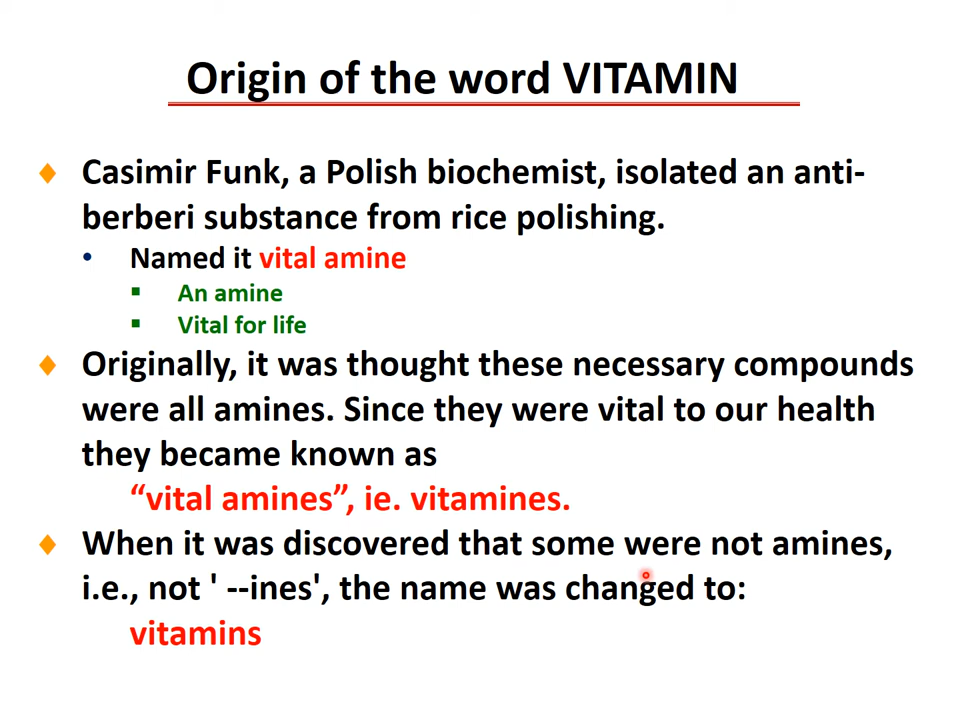 Origin of the word VITAMIN
Casimir Funk, a Polish biochemist, isolated an anti-
berberi substance from rice polishing.
Named it vital amine
An amine
Vital for life
Originally, it was thought these necessary compounds
were all amines. Since they were vital to our health
they became known as
“vital amines”, ie. vitamines.
When it was discovered that some were not amines,
i.e., not ' --ines', the name was changed to:
vitamins